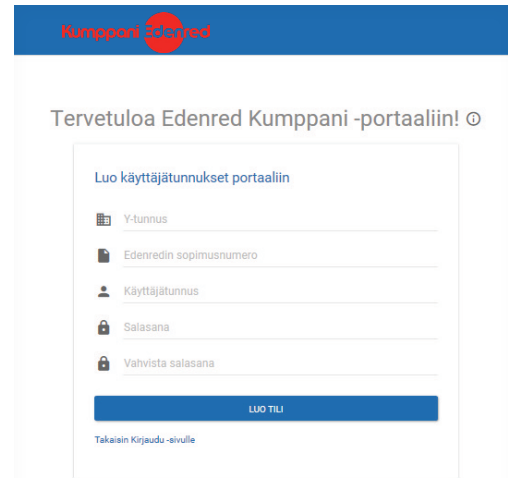 Kumppani Edenred
Tervetuloa Edenred Kumppani -portaaliin!
Luo käyttäjätunnukset portaaliin
Y-tunnus
Edenredin sopimusnumero
Käyttäjätunnus
Salasana
Vahvista salasana
LUO TILI
Takaisin Kirjaudu -sivulle